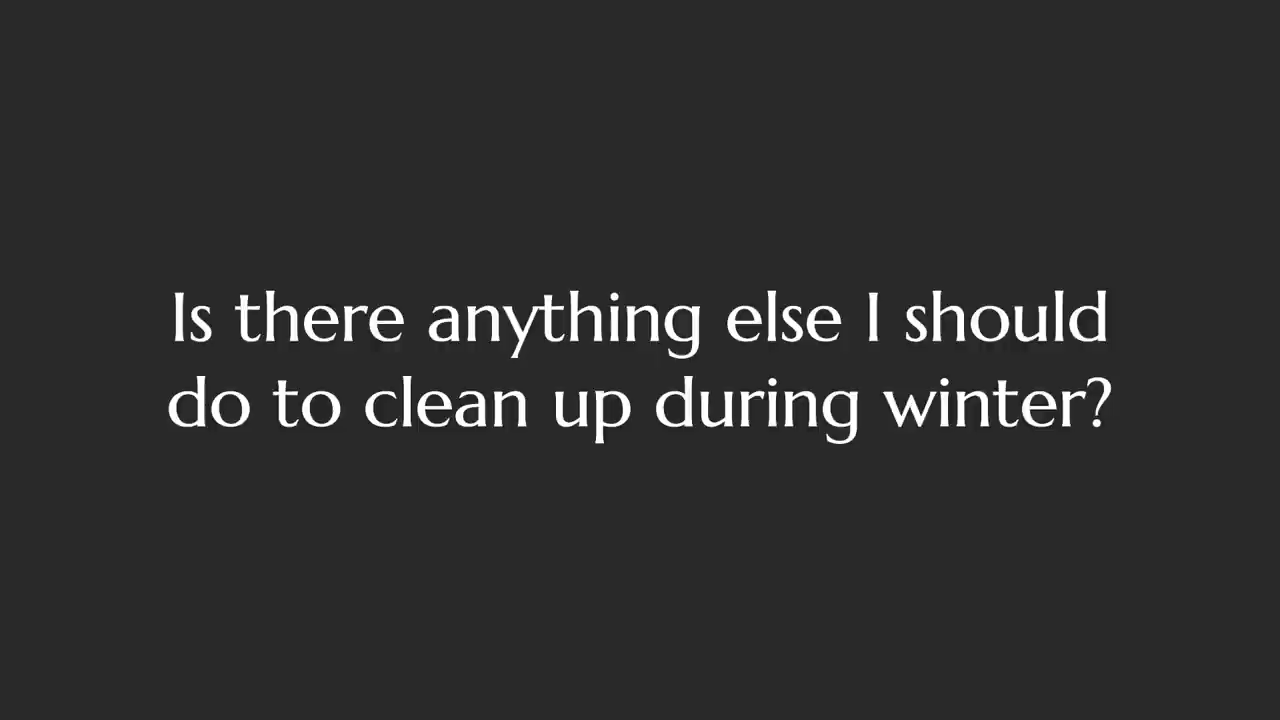 Is there anything else I should
do to clean up during winter?